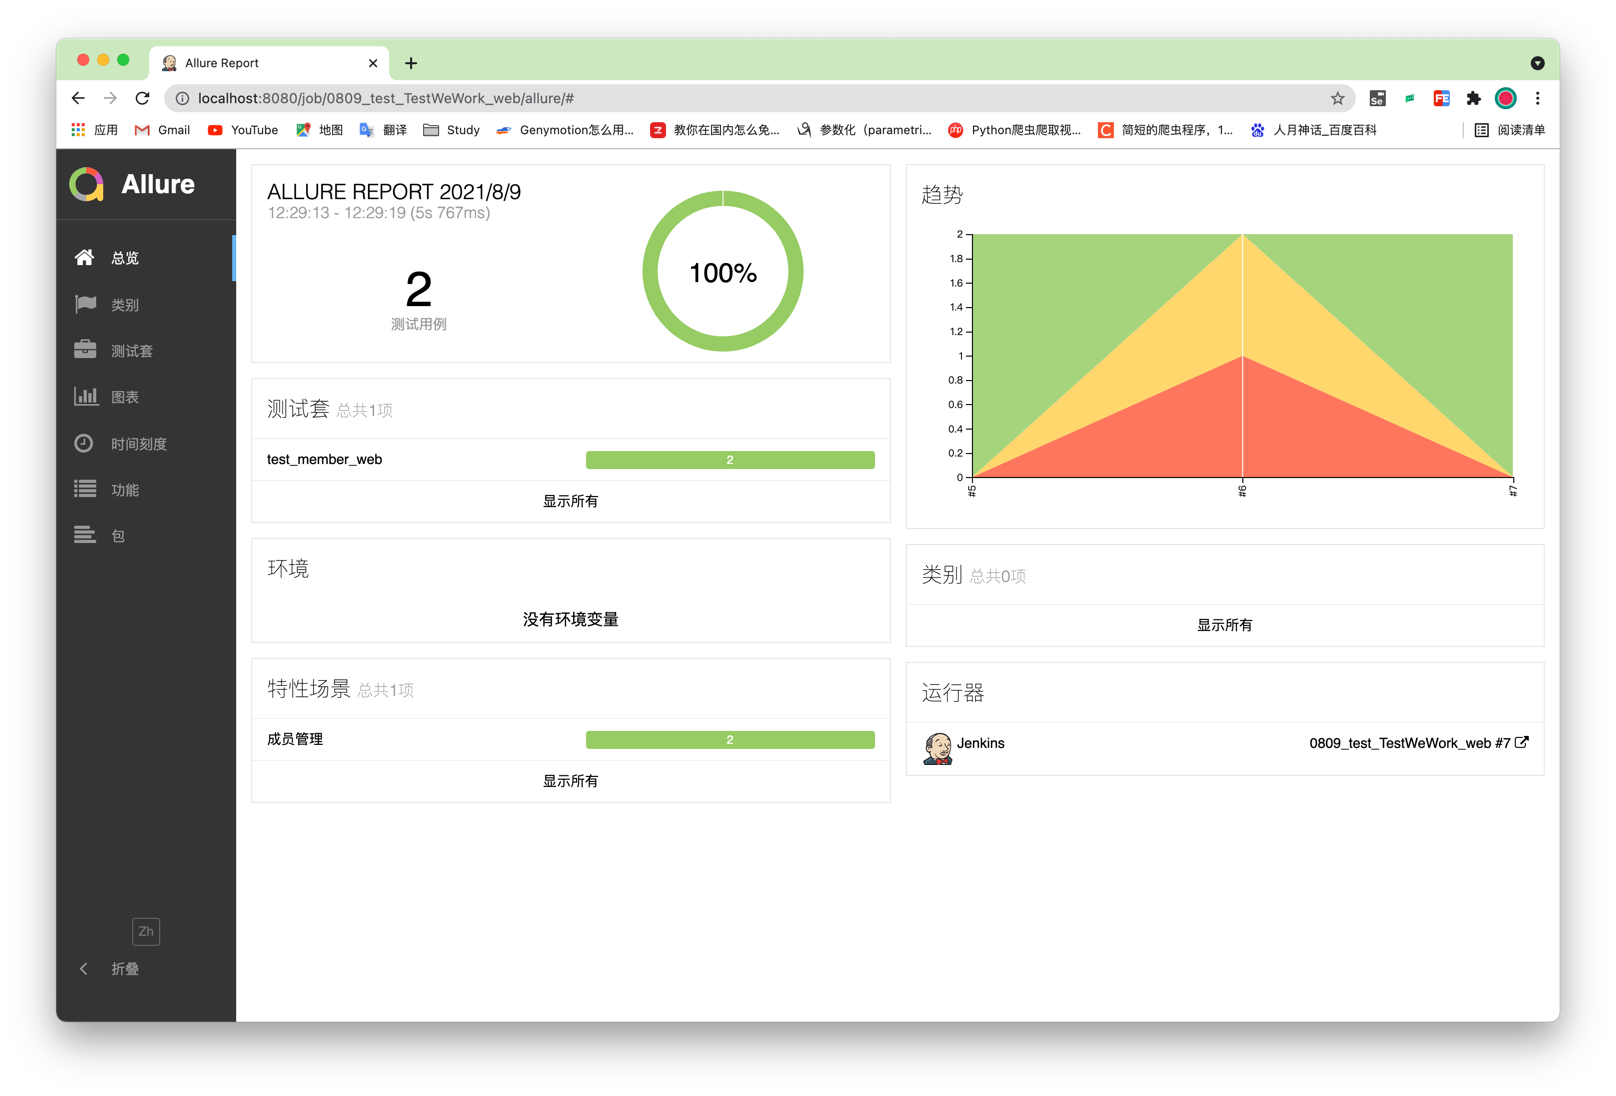 Allure Report
localhost:8080/job/0809_test_TestWeWork_web/allure/#
Se
FE
应用
Gmail
YouTube
地图
翻译
Study
Genymotion怎么用...
教你在国内怎么免...
参数化（parametri...
php
Python爬虫爬取视...
C
简短的爬虫程序，1...
人月神话_百度百科
阅读清单
Allure
总览
类别
测试套
图表
时间刻度
功能
包
Zh
折叠
ALLURE REPORT 2021/8/9
12:29:13 - 12:29:19 (5s 767ms)
2
测试用例
100%
测试套 总共1项
test_member_web
2
显示所有
环境
没有环境变量
特性场景 总共1项
成员管理
2
显示所有
趋势
2
1.8
1.6
1.4
1.2
1
0.8
0.6
0.4
0.2
0
#5
#6
#7
类别 总共0项
显示所有
运行器
Jenkins
0809_test_TestWeWork_web #7